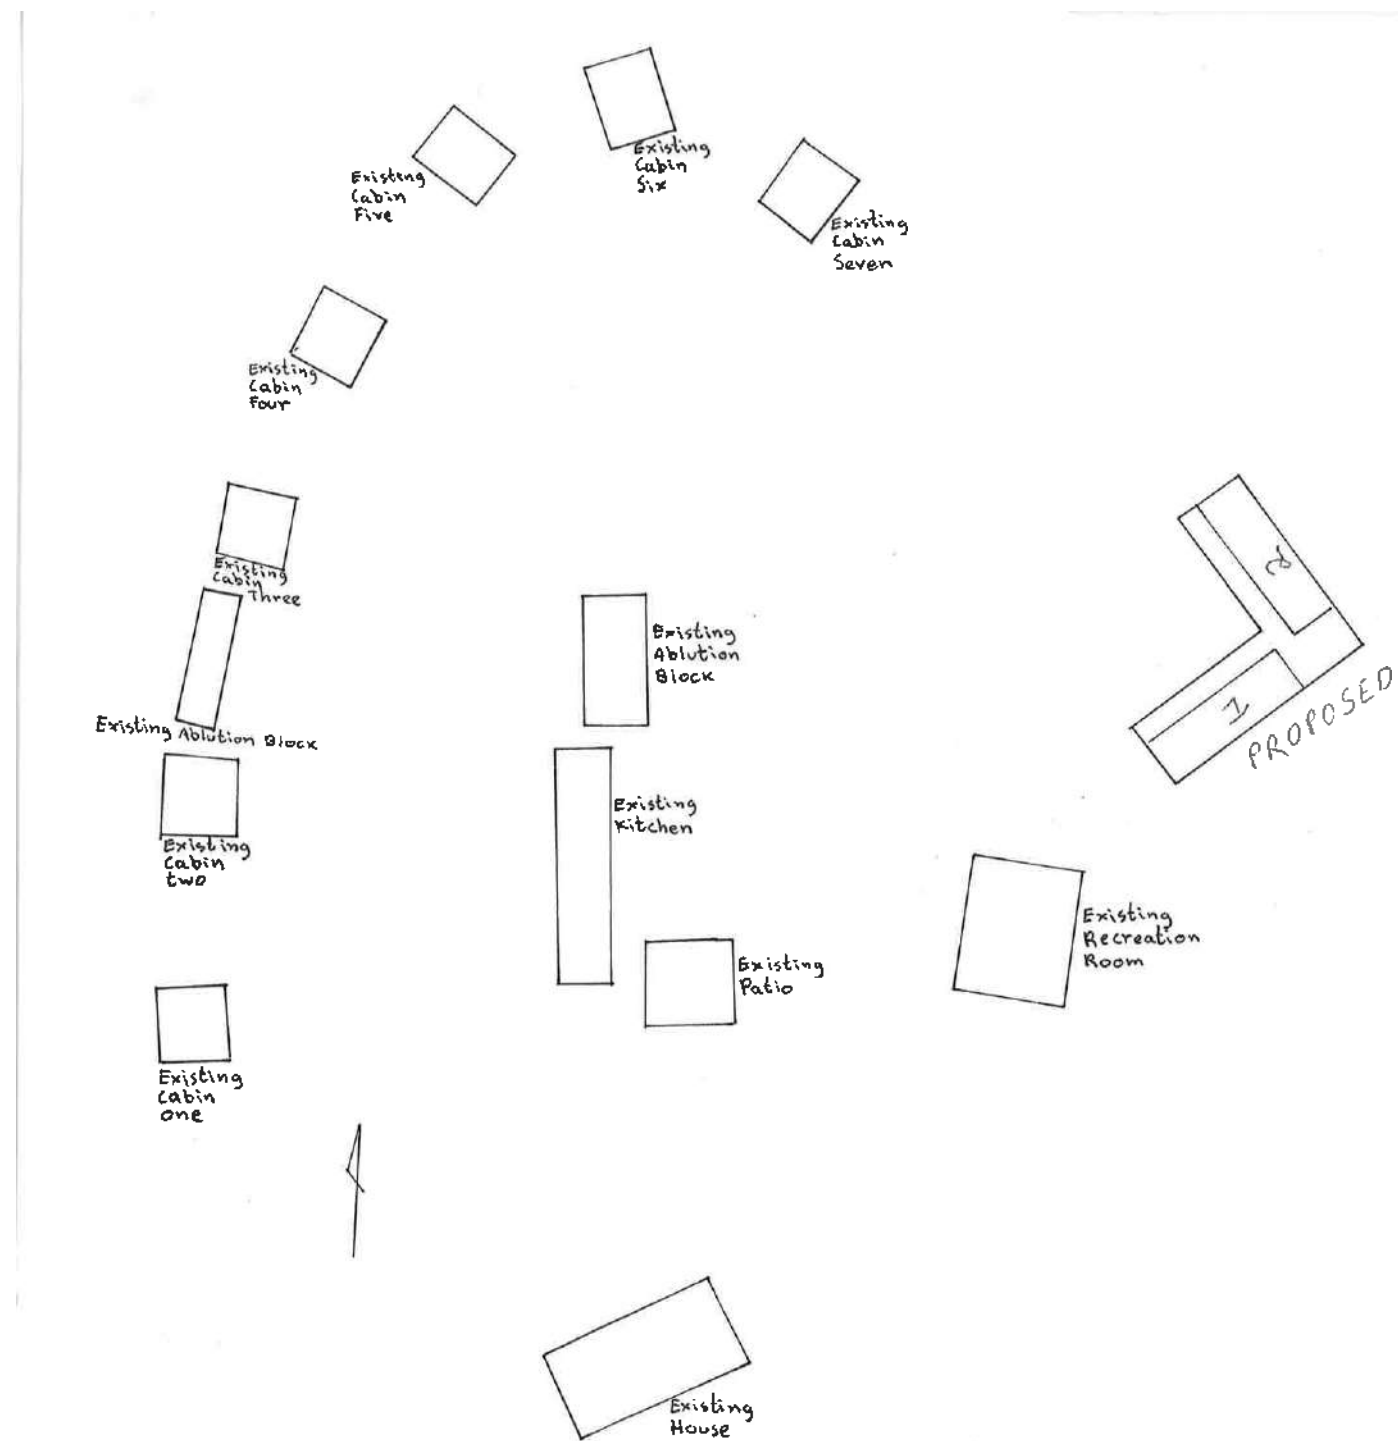 Existing
Cabin
Six
Existing
Cabin
Five
Existing
Cabin
Seven
Existing
Cabin
Four
Existing
Cabin
Three
2
Existing
Ablution
Block
1
PROPOSED
Existing Ablution Block
Existing
Kitchen
Existing
Cabin
two
Existing
Recreation
Room
Existing
Patio
Existing
Cabin
one
Existing
House